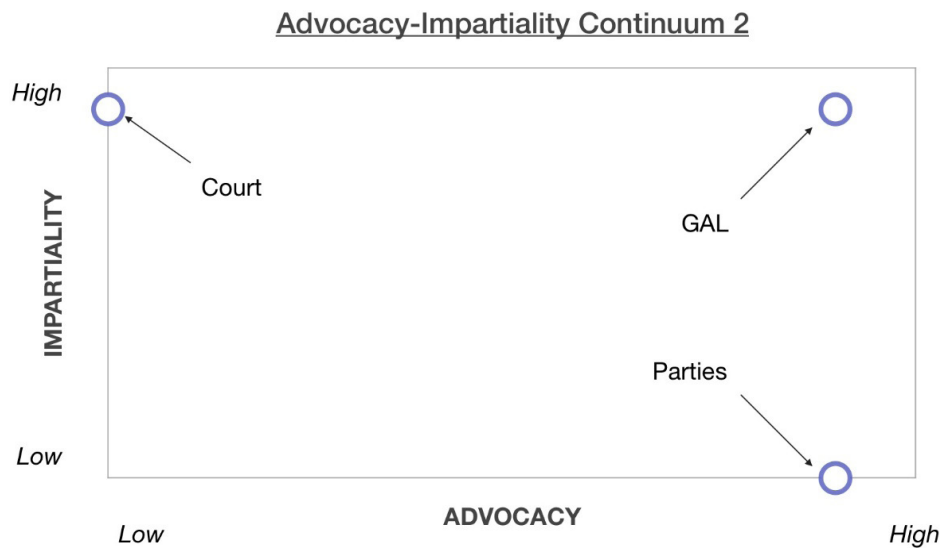 Advocacy-Impartiality Continuum 2
High
Court
GAL
IMPARTIALITY
Parties
Low
ADVOCACY
Low
High